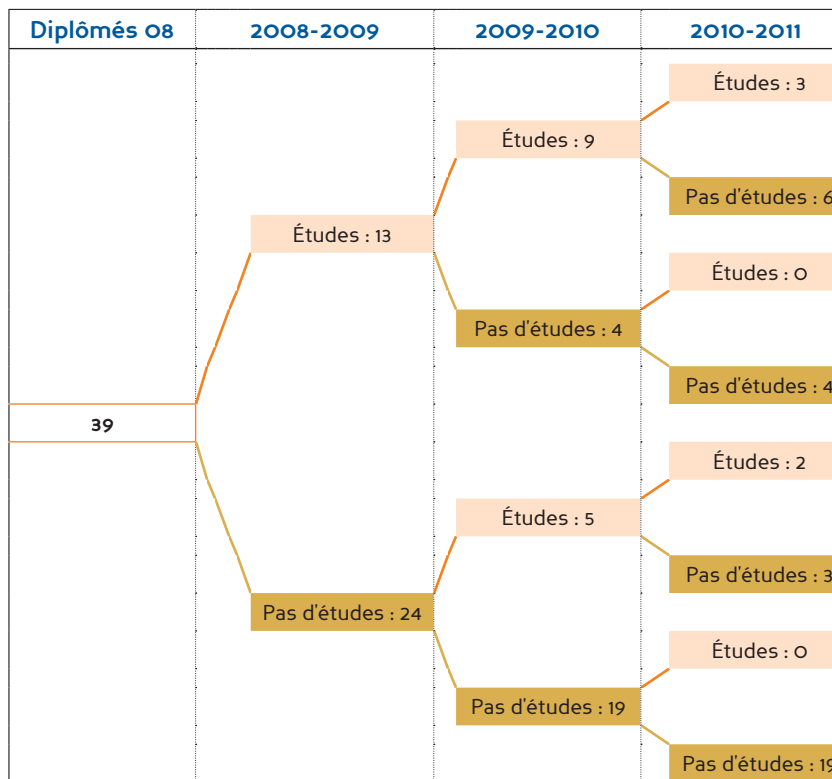 Diplômés 08 2008-2009 2009-2010 2010-2011
Études : 3
Études : 9
Pas d'études : 6
Études : 13
Études : 0
Pas d'études : 4
Pas d'études : 4
39
Études : 2
Études : 5
Pas d'études : 3
Pas d'études : 24
Études : 0
Pas d'études : 19
Pas d'études : 19